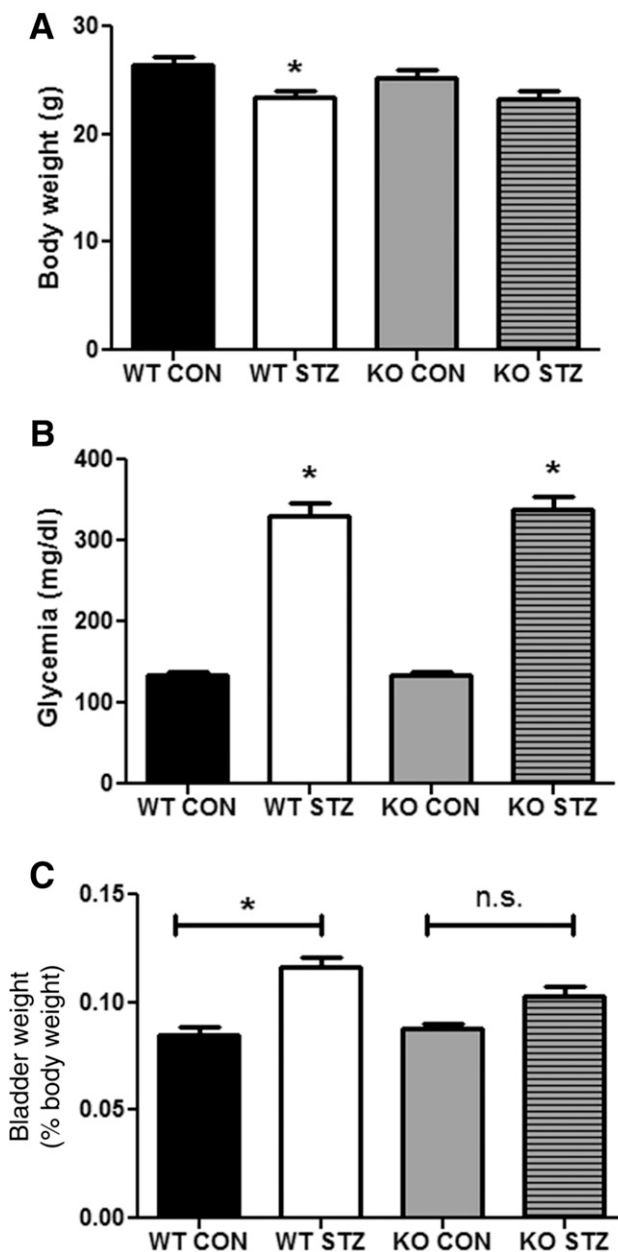 A
Body weight (g)
30
20
10
0
*
WT CON WT STZ KO CON KO STZ
B
Glycemia (mg/dl)
400
300
200
100
0
* *
WT CON WT STZ KO CON KO STZ
C
Bladder weight
(% body weight)
0.15
0.10
0.05
0.00
* n.s.
WT CON WT STZ KO CON KO STZ